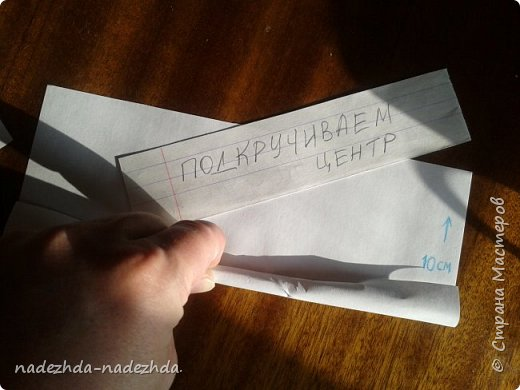 ПОДКРУЧИВАЕМ
ЦЕНТР
10см
© Страна Мастеров
nadezhda-nadezhda